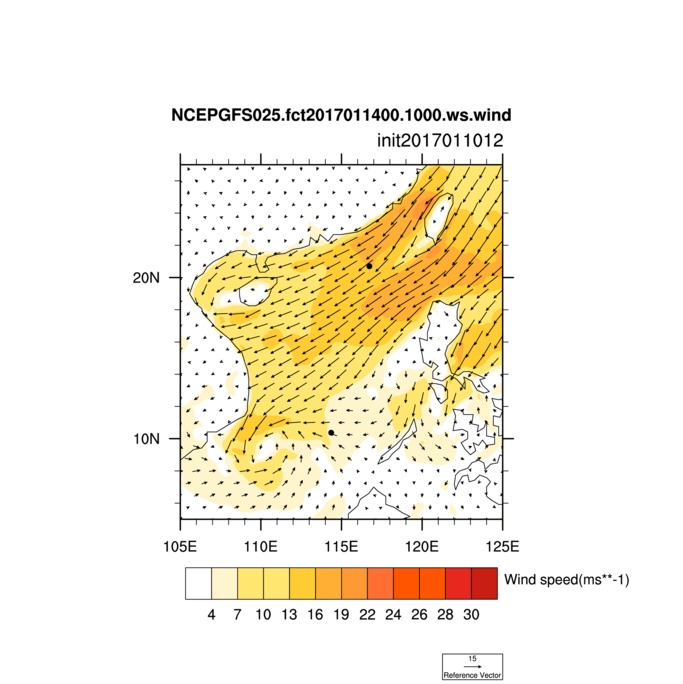 NCEPGFS025.fct2017011400.1000.ws.wind
init2017011012
20N
10N
105E 110E 115E 120E 125E
Wind speed(ms**-1)
4 7 10 13 16 19 22 24 26 28 30
15
Reference Vector